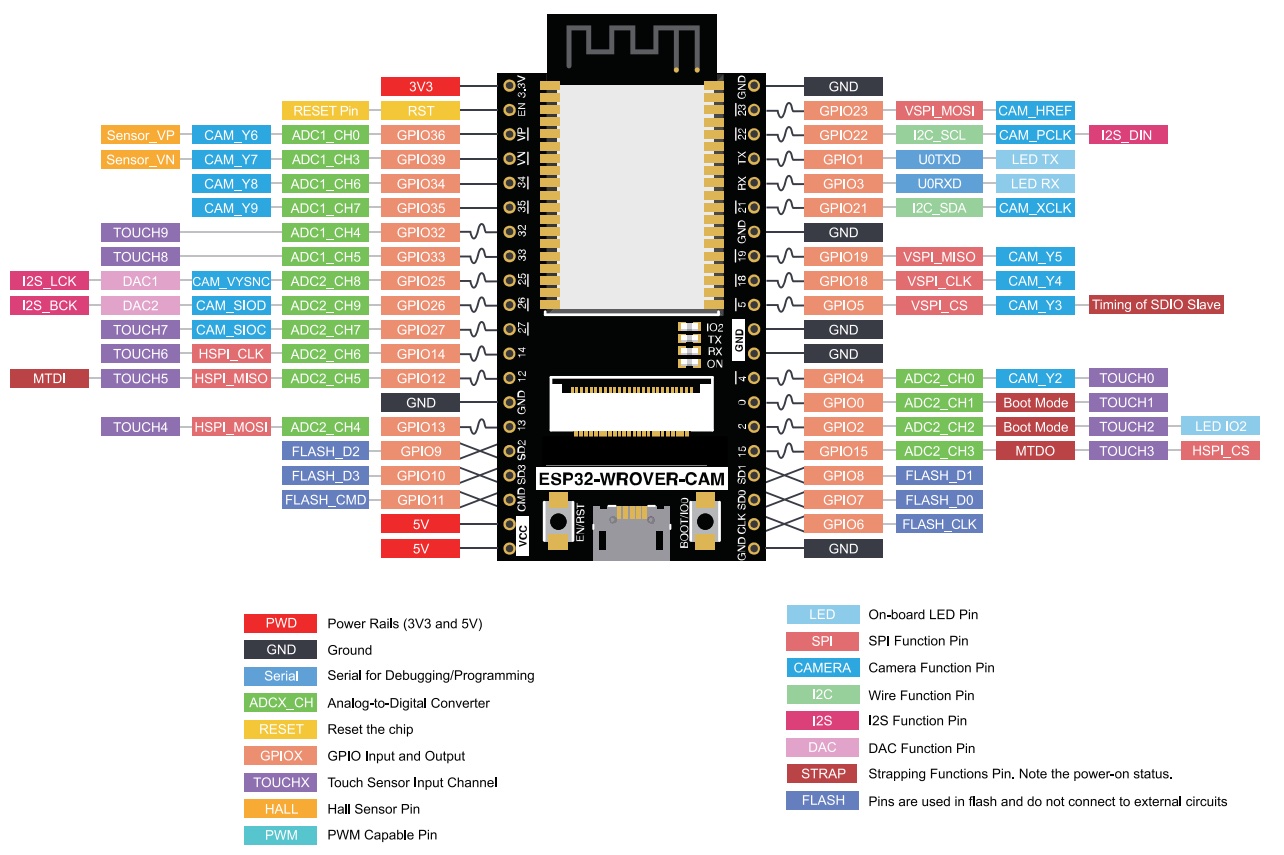 3V3 3.3V GND GND
RESET Pin RST EN 23 GPIO23 VSPI_MOSI CAM_HREF
Sensor_VP CAM_Y6 ADC1_CH0 GPIO36 VP 22 GPIO22 I2C_SCL CAM_PCLK I2S_DIN
Sensor_VN CAM_Y7 ADC1_CH3 GPIO39 VN TX GPIO1 U0TXD LED TX
CAM_Y8 ADC1_CH6 GPIO34 34 RX GPIO3 U0RXD LED RX
CAM_Y9 ADC1_CH7 GPIO35 35 21 GPIO21 I2C_SDA CAM_XCLK
TOUCH9 ADC1_CH4 GPIO32 32 GND GND
TOUCH8 ADC1_CH5 GPIO33 33 19 GPIO19 VSPI_MISO CAM_Y5
I2S_LCK DAC1 CAM_VYSNC ADC2_CH8 GPIO25 25 18 GPIO18 VSPI_CLK CAM_Y4
I2S_BCK DAC2 CAM_SIOD ADC2_CH9 GPIO26 26 5 GPIO5 VSPI_CS CAM_Y3 Timing of SDIO Slave
TOUCH7 CAM_SIOC ADC2_CH7 GPIO27 27 IO2 GND GND
TX
TOUCH6 HSPI_CLK ADC2_CH6 GPIO14 14 RX GND
ON
MTDI TOUCH5 HSPI_MISO ADC2_CH5 GPIO12 12 4 GPIO4 ADC2_CH0 CAM_Y2 TOUCH0
GND GND 0 GPIO0 ADC2_CH1 Boot Mode TOUCH1
TOUCH4 HSPI_MOSI ADC2_CH4 GPIO13 13 2 GPIO2 ADC2_CH2 Boot Mode TOUCH2 LED IO2
FLASH_D2 GPIO9 SD2 15 GPIO15 ADC2_CH3 MTDO TOUCH3 HSPI_CS
FLASH_D3 GPIO10 SD3 ESP32-WROVER-CAM SD1 GPIO8 FLASH_D1
FLASH_CMD GPIO11 CMD SD0 GPIO7 FLASH_D0
5V VCC EN/RST BOOT/IO0 CLK GPIO6 FLASH_CLK
5V GND GND
PWD Power Rails (3V3 and 5V)
GND Ground
Serial Serial for Debugging/Programming
ADCX_CH Analog-to-Digital Converter
RESET Reset the chip
GPIOX GPIO Input and Output
TOUCHX Touch Sensor Input Channel
HALL Hall Sensor Pin
PWM PWM Capable Pin
LED On-board LED Pin
SPI SPI Function Pin
CAMERA Camera Function Pin
I2C Wire Function Pin
I2S I2S Function Pin
DAC DAC Function Pin
STRAP Strapping Functions Pin. Note the power-on status.
FLASH Pins are used in flash and do not connect to external circuits